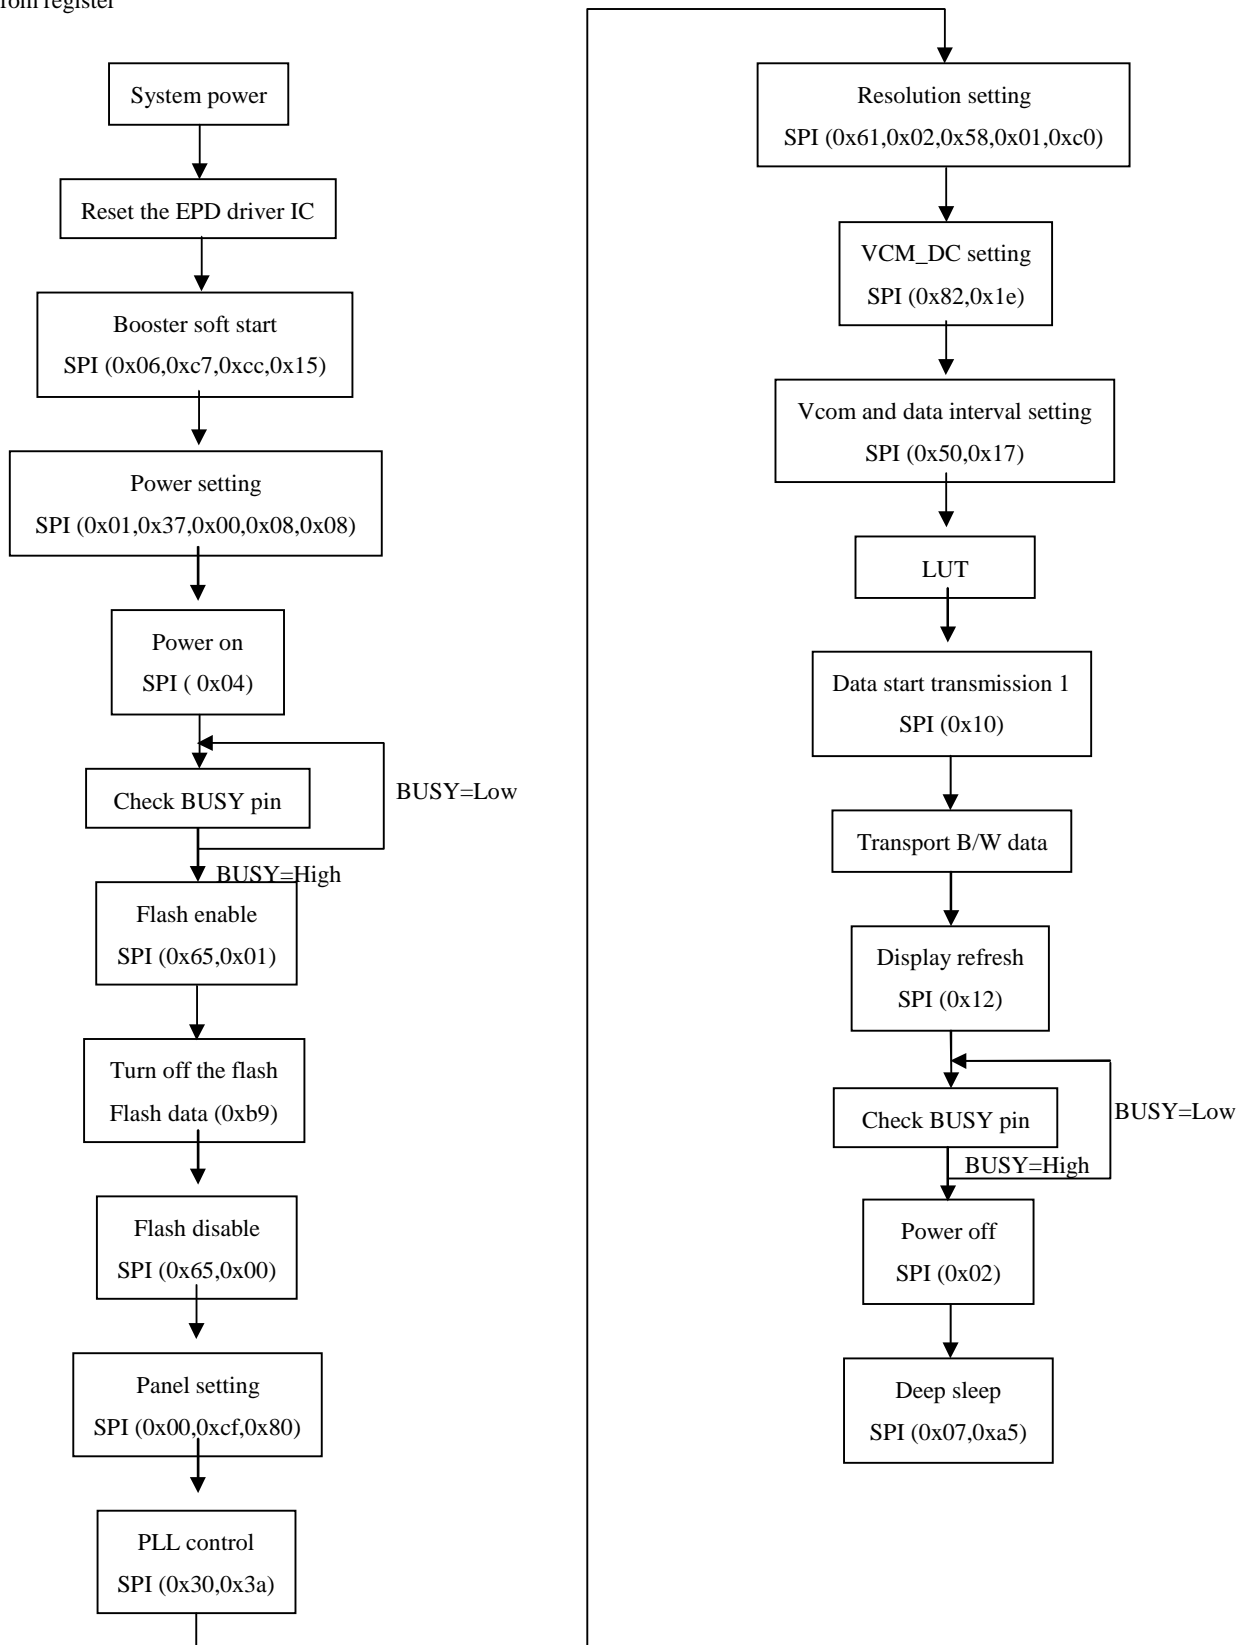 from register
System power
Reset the EPD driver IC
Booster soft start
SPI (0x06,0xc7,0xcc,0x15)
Power setting
SPI (0x01,0x37,0x00,0x08,0x08)
Power on
SPI ( 0x04)
Check BUSY pin
BUSY=Low
BUSY=High
Flash enable
SPI (0x65,0x01)
Turn off the flash
Flash data (0xb9)
Flash disable
SPI (0x65,0x00)
Panel setting
SPI (0x00,0xcf,0x80)
PLL control
SPI (0x30,0x3a)
Resolution setting
SPI (0x61,0x02,0x58,0x01,0xc0)
VCM_DC setting
SPI (0x82,0x1e)
Vcom and data interval setting
SPI (0x50,0x17)
LUT
Data start transmission 1
SPI (0x10)
Transport B/W data
Display refresh
SPI (0x12)
Check BUSY pin
BUSY=Low
BUSY=High
Power off
SPI (0x02)
Deep sleep
SPI (0x07,0xa5)